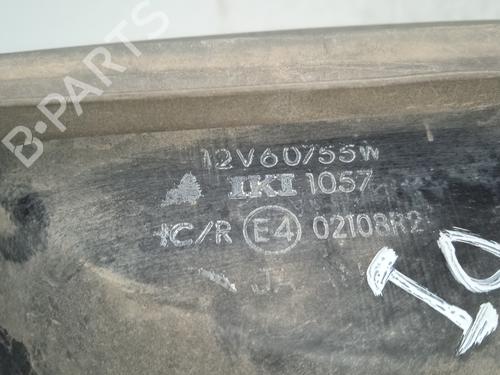 12V60/55W
IKI 1057
HC/R E4 02108R2
B-PARTS